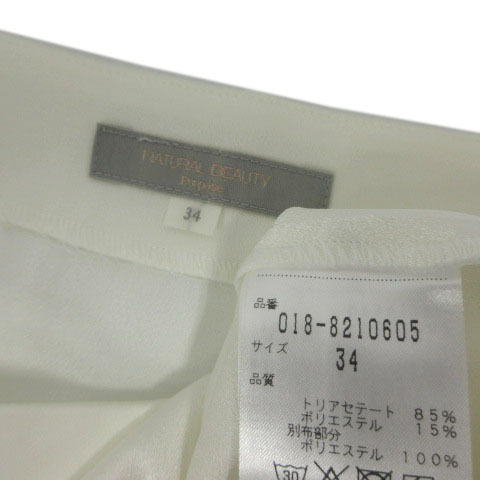 NATURAL BEAUTY
Purpose
34
品番
018-8210605
サイズ
34
品質
トリアセテート 85%
ポリエステル 15%
別布部分
ポリエステル 100%
30